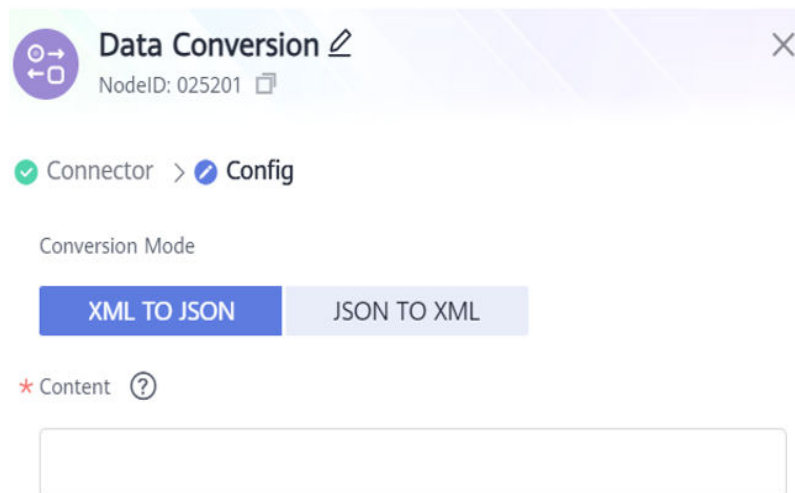 Data Conversion
NodeID: 025201
Connector > Config
Conversion Mode
XML TO JSON JSON TO XML
* Content ?